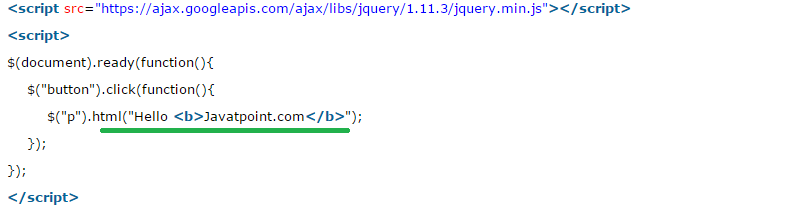 <script src="https://ajax.googleapis.com/ajax/libs/jquery/1.11.3/jquery.min.js"></script>
<script>
$(document).ready(function(){
$("button").click(function(){
$("p").html("Hello <b>Javatpoint.com</b>");
});
});
</script>